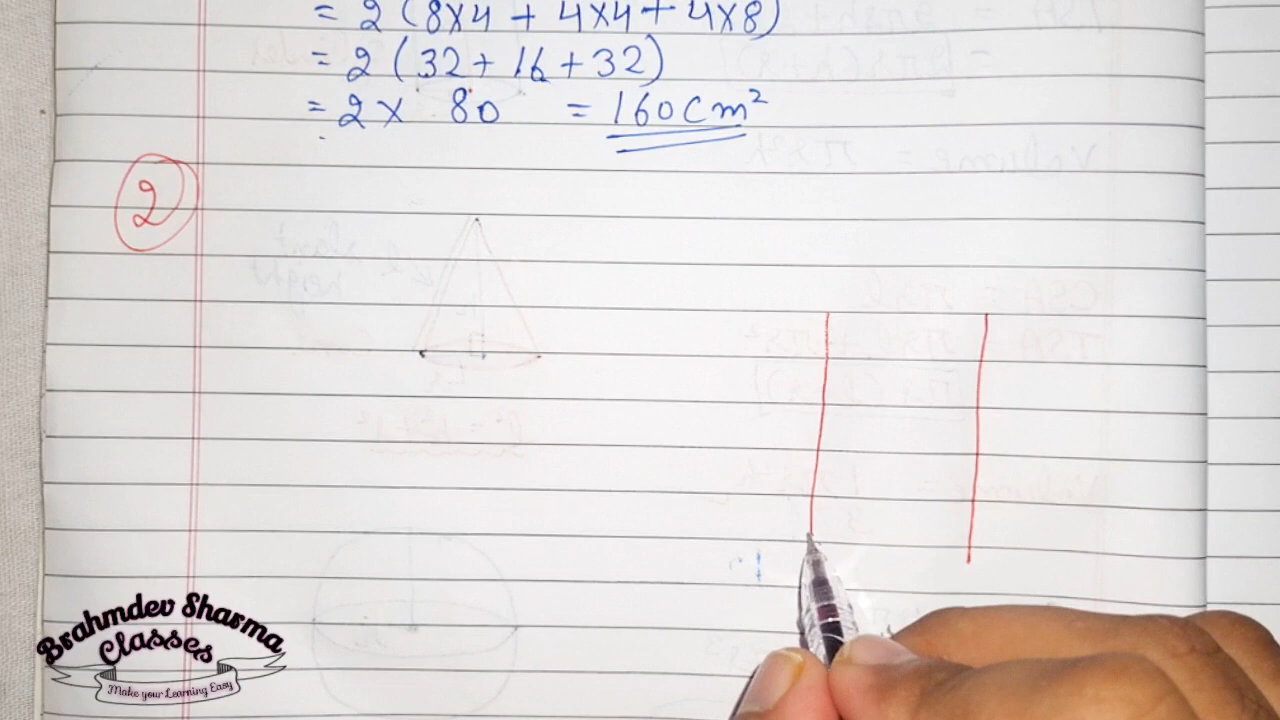 = 2 (8x4 + 4x4 + 4x8)
= 2 (32 + 16 + 32)
= 2 x 80 = 160 cm²
2
Brahmdev Sharma
Classes
Make your Learning Easy